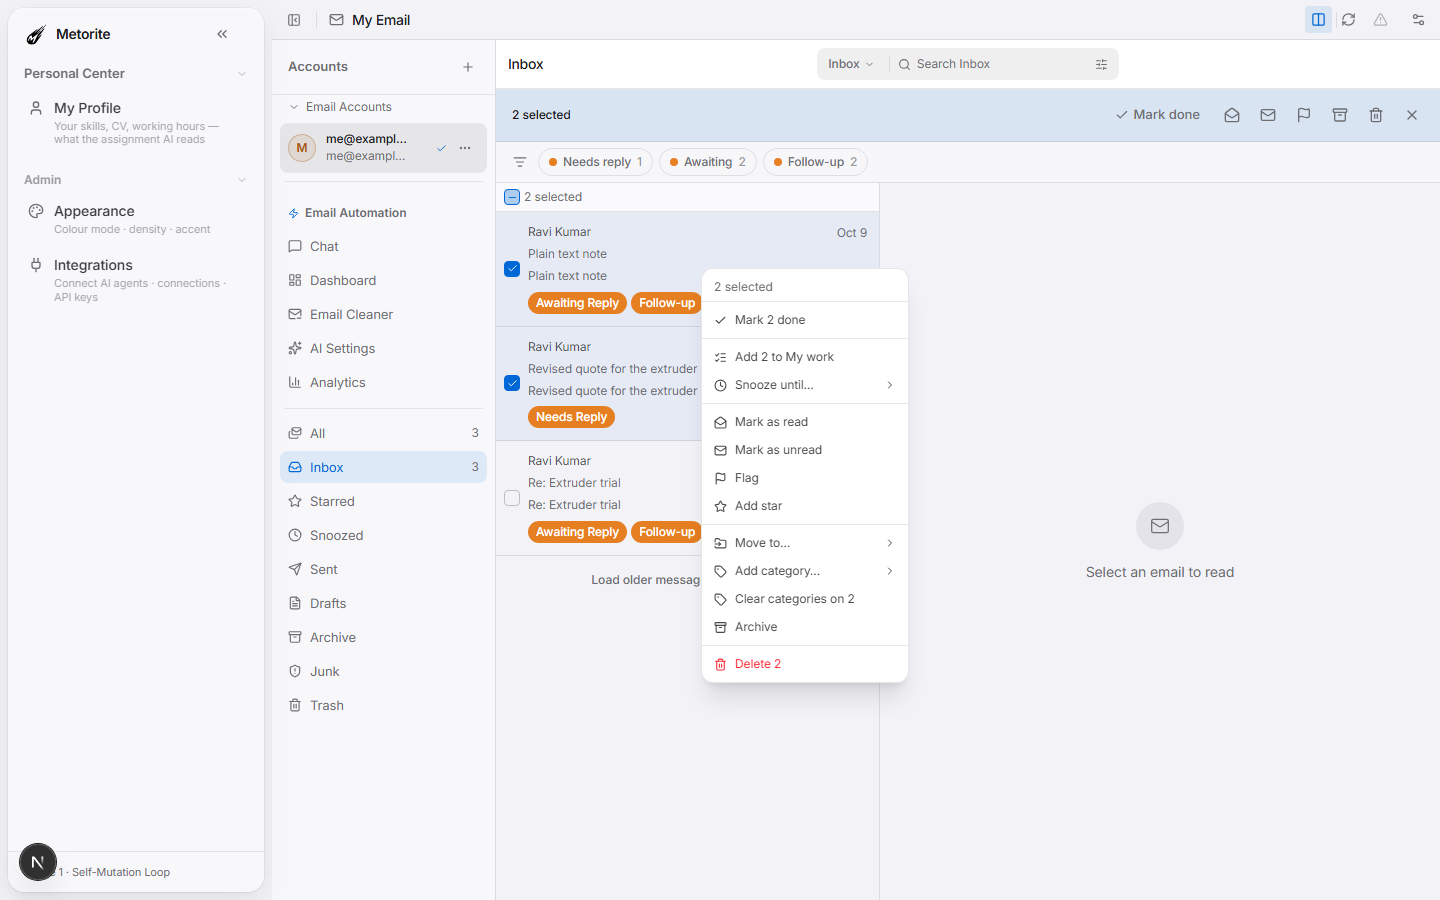 Metorite
Personal Center
My Profile
Your skills, CV, working hours —
what the assignment AI reads
Admin
Appearance
Colour mode · density · accent
Integrations
Connect AI agents · connections ·
API keys
N
1 · Self-Mutation Loop
My Email
Accounts
Email Accounts
M
me@exampl...
me@exampl...
Email Automation
Chat
Dashboard
Email Cleaner
AI Settings
Analytics
All 3
Inbox 3
Starred
Snoozed
Sent
Drafts
Archive
Junk
Trash
Inbox
Inbox
Search Inbox
2 selected
Mark done
Needs reply 1
Awaiting 2
Follow-up 2
2 selected
Ravi Kumar
Oct 9
Plain text note
Plain text note
Awaiting Reply Follow-up
Ravi Kumar
Revised quote for the extruder
Revised quote for the extruder
Needs Reply
Ravi Kumar
Re: Extruder trial
Re: Extruder trial
Awaiting Reply Follow-up
Load older messag
2 selected
Mark 2 done
Add 2 to My work
Snooze until...
Mark as read
Mark as unread
Flag
Add star
Move to...
Add category...
Clear categories on 2
Archive
Delete 2
Select an email to read